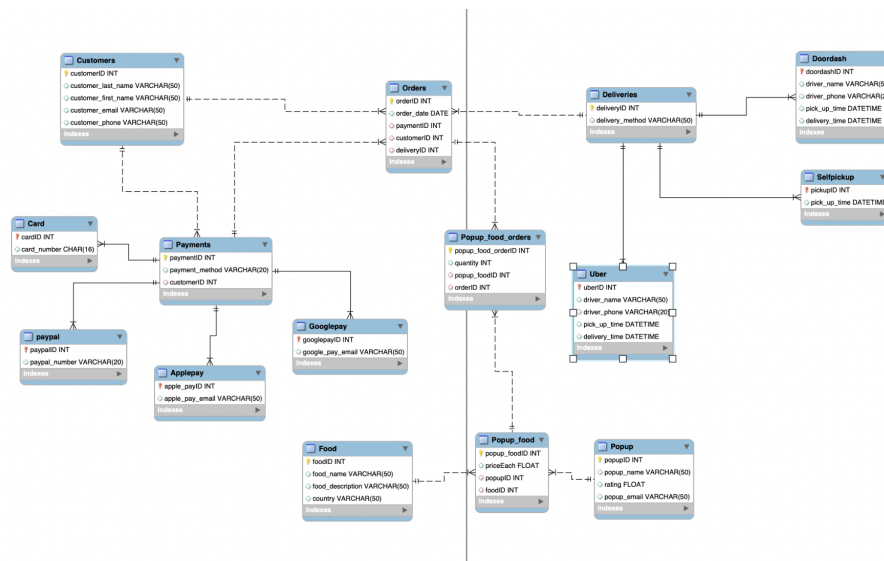 Customers
customerID INT
customer_last_name VARCHAR(50)
customer_first_name VARCHAR(50)
customer_email VARCHAR(50)
customer_phone VARCHAR(50)
Indexes
Orders
orderID INT
order_date DATE
paymentID INT
customerID INT
deliveryID INT
Indexes
Deliveries
deliveryID INT
delivery_method VARCHAR(50)
Indexes
Doordash
doordashID INT
driver_name VARCHAR(5
driver_phone VARCHAR(2
pick_up_time DATETIME
delivery_time DATETIME
Indexes
Selfpickup
pickupID INT
pick_up_time DATETIME
Indexes
Card
cardID INT
card_number CHAR(16)
Indexes
Payments
paymentID INT
payment_method VARCHAR(20)
customerID INT
Indexes
Popup_food_orders
popup_food_orderID INT
quantity INT
popup_foodID INT
orderID INT
Indexes
Uber
uberID INT
driver_name VARCHAR(50)
driver_phone VARCHAR(20)
pick_up_time DATETIME
delivery_time DATETIME
Indexes
paypal
paypalID INT
paypal_number VARCHAR(20)
Indexes
Applepay
apple_payID INT
apple_pay_email VARCHAR(50)
Indexes
Googlepay
googlepayID INT
google_pay_email VARCHAR(50)
Indexes
Food
foodID INT
food_name VARCHAR(50)
food_description VARCHAR(50)
country VARCHAR(50)
Indexes
Popup_food
popup_foodID INT
priceEach FLOAT
popupID INT
foodID INT
Indexes
Popup
popupID INT
popup_name VARCHAR(50)
rating FLOAT
popup_email VARCHAR(50)
Indexes